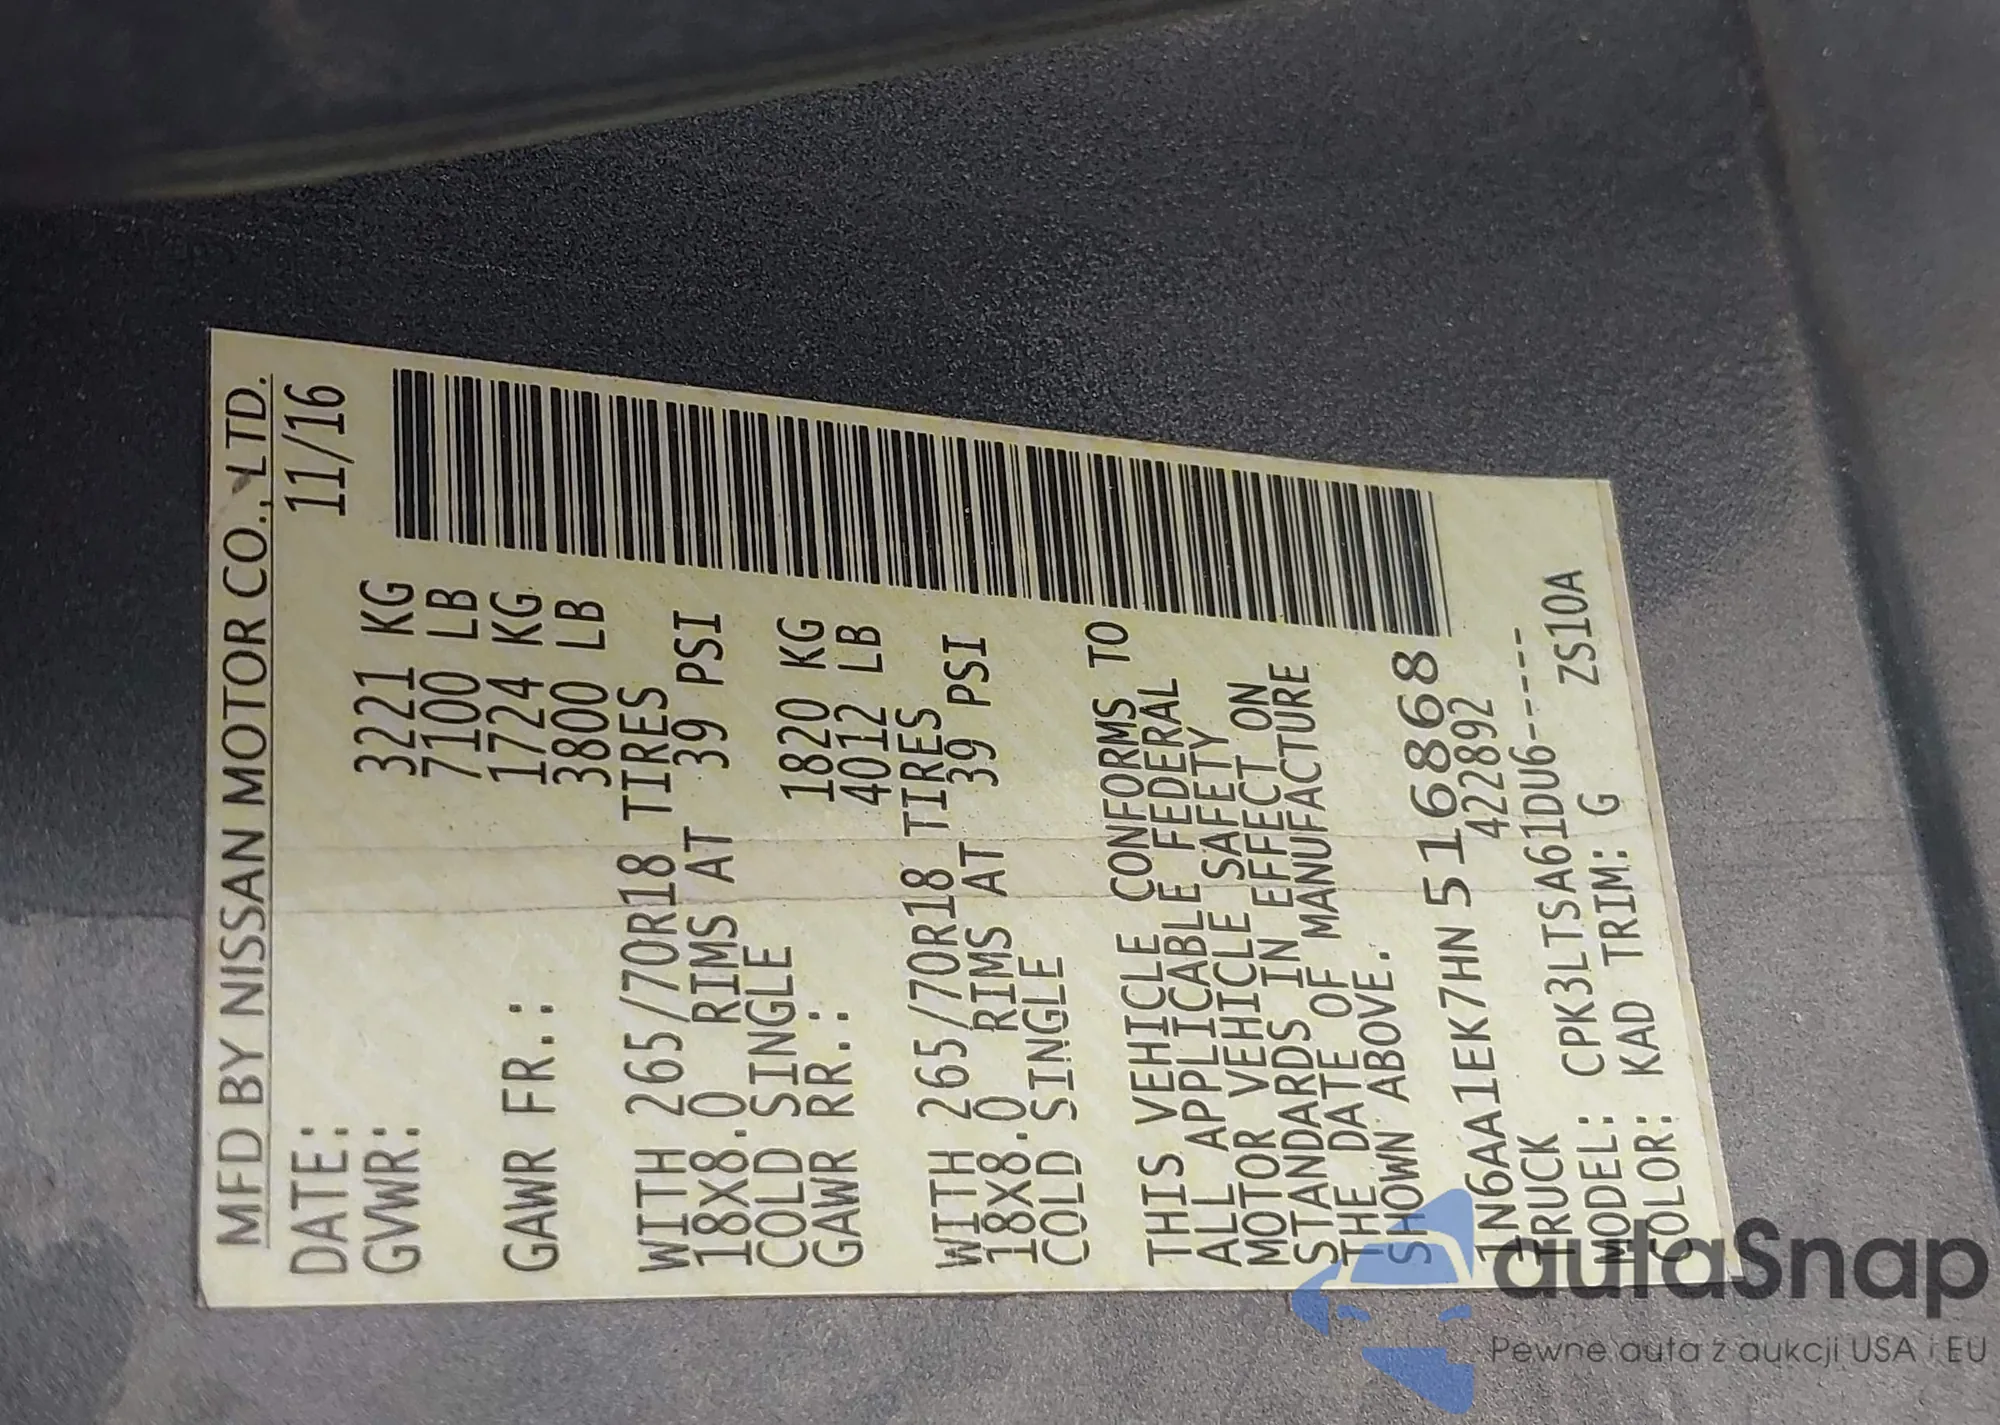 MFD BY NISSAN MOTOR CO.,LTD.
DATE: 11/16
GVWR: 3221 KG
7100 LB
GAWR FR.: 1724 KG
3800 LB
WITH 265/70R18 TIRES
18X8.0 RIMS AT 39 PSI
COLD SINGLE
GAWR RR.: 1820 KG
4012 LB
WITH 265/70R18 TIRES
18X8.0 RIMS AT 39 PSI
COLD SINGLE
THIS VEHICLE CONFORMS TO
ALL APPLICABLE FEDERAL
MOTOR VEHICLE SAFETY
STANDARDS IN EFFECT ON
THE DATE OF MANUFACTURE
SHOWN ABOVE.
1N6AA1EK7HN516868
TRUCK 422892
MODEL: CPK3LTSA61DU6-----
COLOR: KAD TRIM: G ZS10A
autaSnap
Pewne auta z aukcji USA i EU